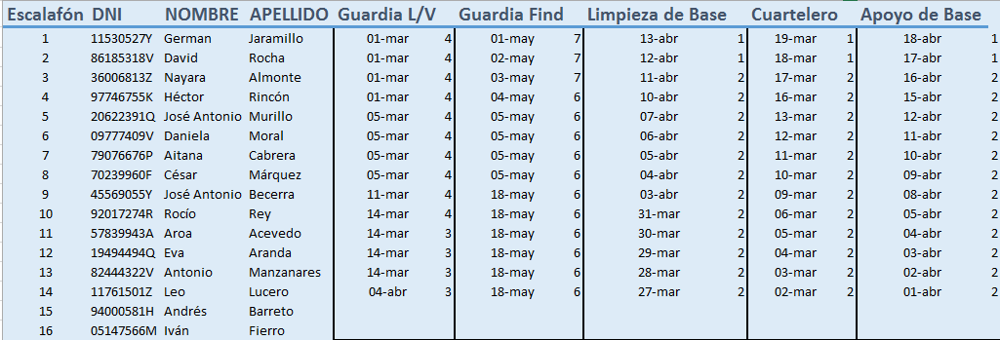 Escalafón DNI NOMBRE APELLIDO Guardia L/V Guardia Find Limpieza de Base Cuartelero Apoyo de Base
1 11530527Y German Jaramillo 01-mar 4 01-may 7 13-abr 1 19-mar 1 18-abr 1
2 86185318V David Rocha 01-mar 4 02-may 7 12-abr 1 18-mar 1 17-abr 1
3 36006813Z Nayara Almonte 01-mar 4 03-may 7 11-abr 2 17-mar 2 16-abr 2
4 97746755K Héctor Rincón 01-mar 4 04-may 6 10-abr 2 16-mar 2 15-abr 2
5 20622391Q José Antonio Murillo 05-mar 4 05-may 6 07-abr 2 13-mar 2 12-abr 2
6 09777409V Daniela Moral 05-mar 4 05-may 6 06-abr 2 12-mar 2 11-abr 2
7 79076676P Aitana Cabrera 05-mar 4 05-may 6 05-abr 2 11-mar 2 10-abr 2
8 70239960F César Márquez 05-mar 4 05-may 6 04-abr 2 10-mar 2 09-abr 2
9 45569055Y José Antonio Becerra 11-mar 4 18-may 6 03-abr 2 09-mar 2 08-abr 2
10 92017274R Rocío Rey 14-mar 4 18-may 6 31-mar 2 06-mar 2 05-abr 2
11 57839943A Aroa Acevedo 14-mar 3 18-may 6 30-mar 2 05-mar 2 04-abr 2
12 19494494Q Eva Aranda 14-mar 3 18-may 6 29-mar 2 04-mar 2 03-abr 2
13 82444322V Antonio Manzanares 14-mar 3 18-may 6 28-mar 2 03-mar 2 02-abr 2
14 11761501Z Leo Lucero 04-abr 3 18-may 6 27-mar 2 02-mar 2 01-abr 2
15 94000581H Andrés Barreto
16 05147566M Iván Fierro